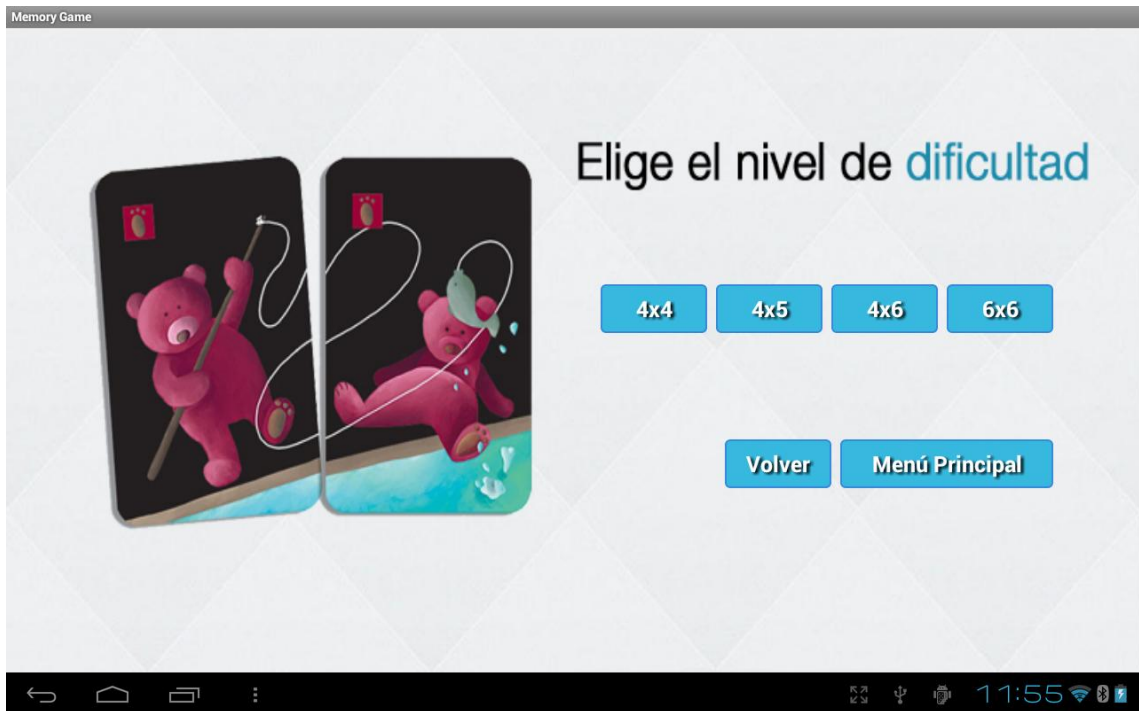 Memory Game
Elige el nivel de dificultad
4x4 4x5 4x6 6x6
Volver Menú Principal
11:55